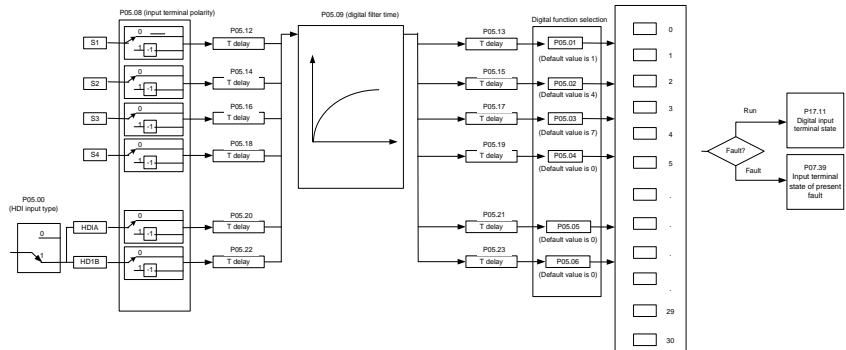 P05.08 (input terminal polarity)
P05.12
P05.09 (digital filter time)
P05.13
Digital function selection
S1
0
1
-1
T delay
T delay
P05.01
(Default value is 1)
P05.14
P05.15
S2
0
1
-1
T delay
T delay
P05.02
(Default value is 4)
P05.16
P05.17
S3
0
1
-1
T delay
T delay
P05.03
(Default value is 7)
P05.18
P05.19
S4
0
1
-1
T delay
T delay
P05.04
(Default value is 0)
P05.00
(HDI input type)
0
1
P05.20
P05.21
HDIA
0
1
-1
T delay
T delay
P05.05
(Default value is 0)
P05.22
P05.23
HD1B
0
1
-1
T delay
T delay
P05.06
(Default value is 0)
0
1
2
3
4
5
.
.
.
.
29
30
Fault?
Run
Fault
P17.11
Digital input
terminal state
P07.39
Input terminal
state of present
fault